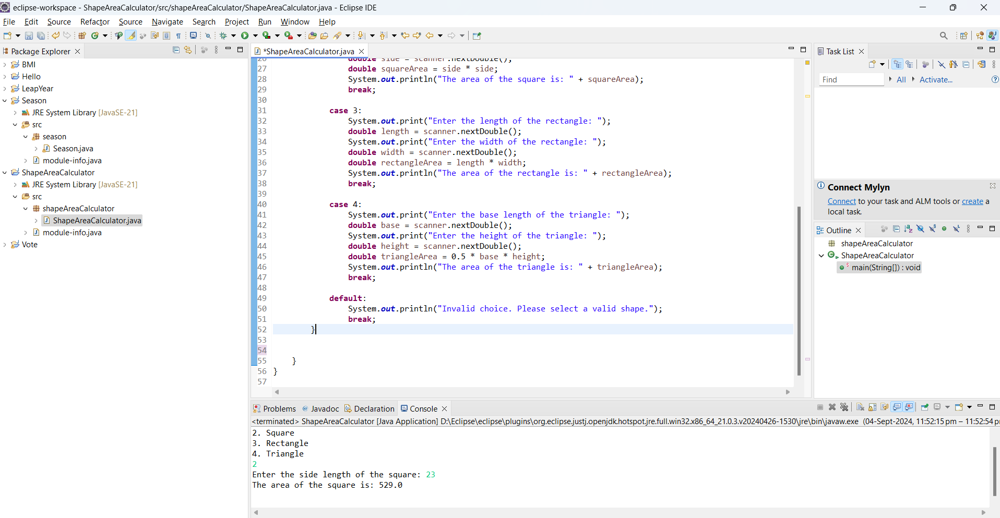 eclipse-workspace - ShapeAreaCalculator/src/shapeAreaCalculator/ShapeAreaCalculator.java - Eclipse IDE
File Edit Source Refactor Source Navigate Search Project Run Window Help
Package Explorer
BMI
Hello
LeapYear
Season
JRE System Library [JavaSE-21]
src
season
Season.java
module-info.java
ShapeAreaCalculator
JRE System Library [JavaSE-21]
src
shapeAreaCalculator
ShapeAreaCalculator.java
module-info.java
Vote
*ShapeAreaCalculator.java
26 double side = scanner.nextDouble();
27 double squareArea = side * side;
28 System.out.println("The area of the square is: " + squareArea);
29 break;
30
31 case 3:
32 System.out.print("Enter the length of the rectangle: ");
33 double length = scanner.nextDouble();
34 System.out.print("Enter the width of the rectangle: ");
35 double width = scanner.nextDouble();
36 double rectangleArea = length * width;
37 System.out.println("The area of the rectangle is: " + rectangleArea);
38 break;
39
40 case 4:
41 System.out.print("Enter the base length of the triangle: ");
42 double base = scanner.nextDouble();
43 System.out.print("Enter the height of the triangle: ");
44 double height = scanner.nextDouble();
45 double triangleArea = 0.5 * base * height;
46 System.out.println("The area of the triangle is: " + triangleArea);
47 break;
48
49 default:
50 System.out.println("Invalid choice. Please select a valid shape.");
51 break;
52 }
53
54
55 }
56 }
57
Task List
Find All Activate...
Connect Mylyn
Connect to your task and ALM tools or create a
local task.
Outline
shapeAreaCalculator
ShapeAreaCalculator
main(String[]) : void
Problems Javadoc Declaration Console
<terminated> ShapeAreaCalculator [Java Application] D:\Eclipse\eclipse\plugins\org.eclipse.justj.openjdk.hotspot.jre.full.win32.x86_64_21.0.3.v20240426-1530\jre\bin\javaw.exe (04-Sept-2024, 11:52:15 pm – 11:52:54 p
2. Square
3. Rectangle
4. Triangle
2
Enter the side length of the square: 23
The area of the square is: 529.0